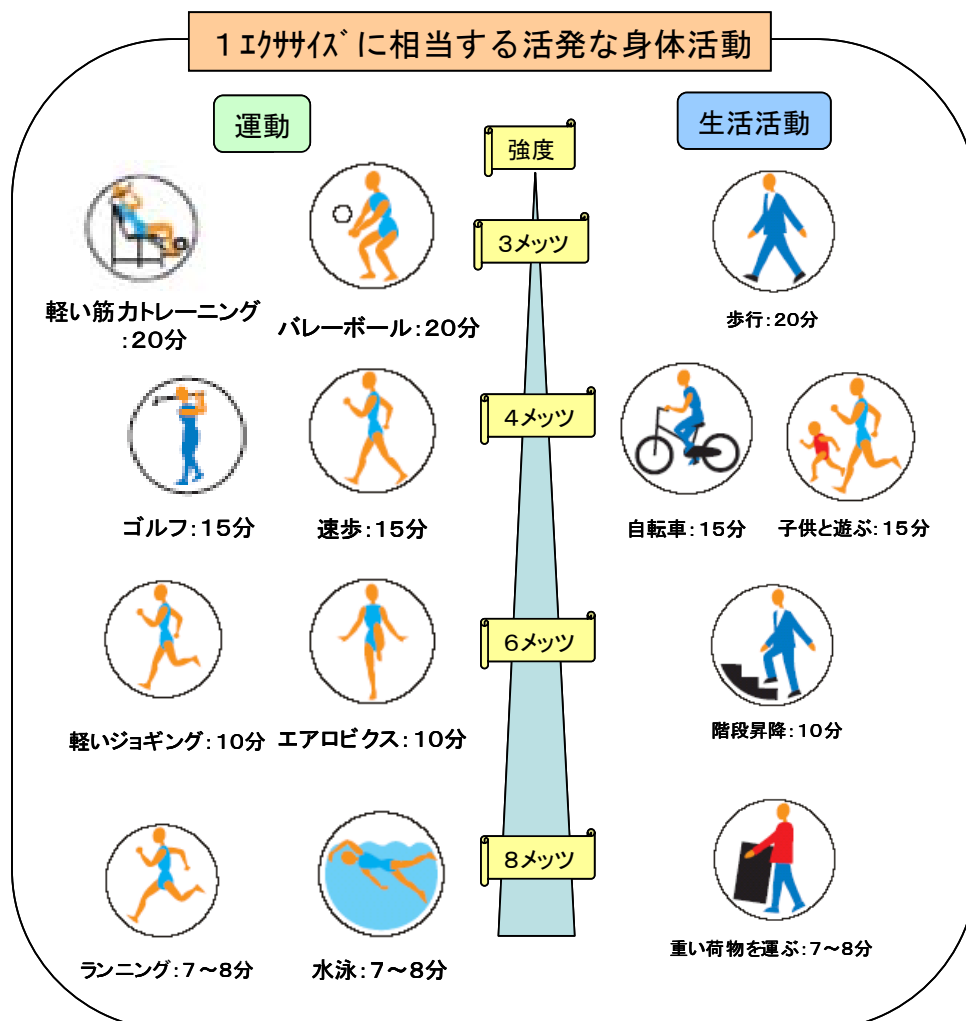 １ｴｸｻｻｲｽﾞに相当する活発な身体活動
運動
強度
生活活動
3メッツ
軽い筋力トレーニング
:20分
バレーボール:20分
歩行:20分
4メッツ
ゴルフ:15分
速歩:15分
自転車:15分
子供と遊ぶ:15分
6メッツ
軽いジョギング:10分
エアロビクス:10分
階段昇降:10分
8メッツ
ランニング:7～8分
水泳:7～8分
重い荷物を運ぶ:7～8分